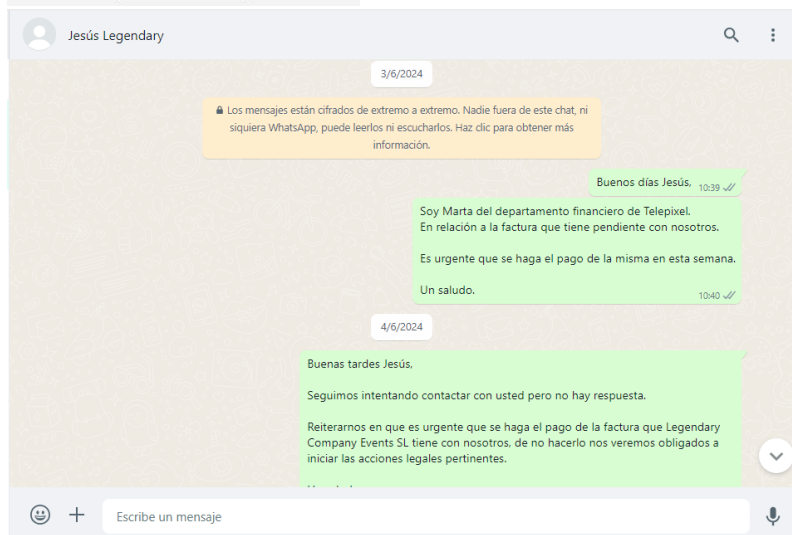 Jesús Legendary
3/6/2024
Los mensajes están cifrados de extremo a extremo. Nadie fuera de este chat, ni
siquiera WhatsApp, puede leerlos ni escucharlos. Haz clic para obtener más
información.
Buenos días Jesús, 10:39
Soy Marta del departamento financiero de Telepixel.
En relación a la factura que tiene pendiente con nosotros.
Es urgente que se haga el pago de la misma en esta semana.
Un saludo. 10:40
4/6/2024
Buenas tardes Jesús,
Seguimos intentando contactar con usted pero no hay respuesta.
Reiterarnos en que es urgente que se haga el pago de la factura que Legendary
Company Events SL tiene con nosotros, de no hacerlo nos veremos obligados a
iniciar las acciones legales pertinentes.
Escribe un mensaje